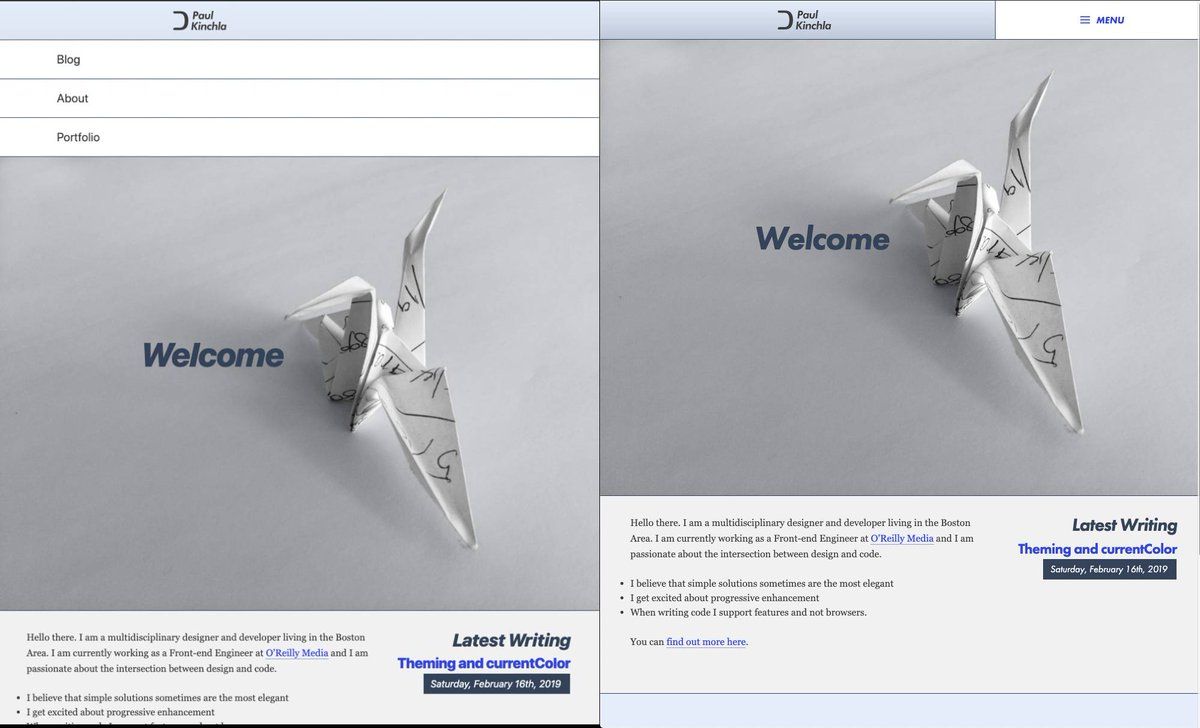 Paul
Kinchla
Blog
About
Portfolio
Welcome
Hello there. I am a multidisciplinary designer and developer living in the Boston
Area. I am currently working as a Front-end Engineer at O'Reilly Media and I am
passionate about the intersection between design and code.
I believe that simple solutions sometimes are the most elegant
I get excited about progressive enhancement
Latest Writing
Theming and currentColor
Saturday, February 16th, 2019
Paul
Kinchla
MENU
Welcome
Hello there. I am a multidisciplinary designer and developer living in the Boston
Area. I am currently working as a Front-end Engineer at O'Reilly Media and I am
passionate about the intersection between design and code.
I believe that simple solutions sometimes are the most elegant
I get excited about progressive enhancement
When writing code I support features and not browsers.
You can find out more here.
Latest Writing
Theming and currentColor
Saturday, February 16th, 2019